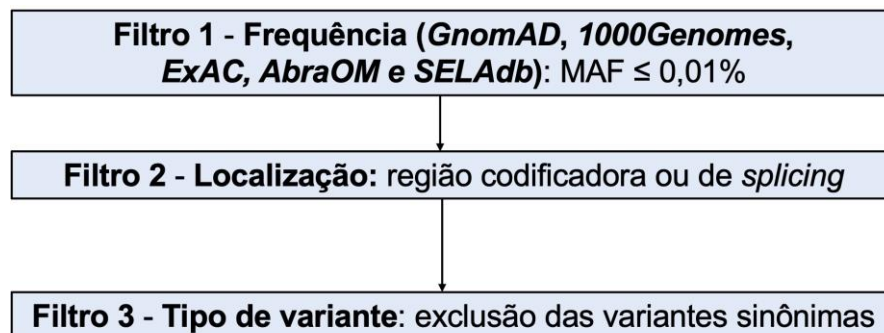 Filtro 1 - Frequência (GnomAD, 1000Genomes,
ExAC, AbraOM e SELAdb): MAF ≤ 0,01%
Filtro 2 - Localização: região codificadora ou de splicing
Filtro 3 - Tipo de variante: exclusão das variantes sinônimas